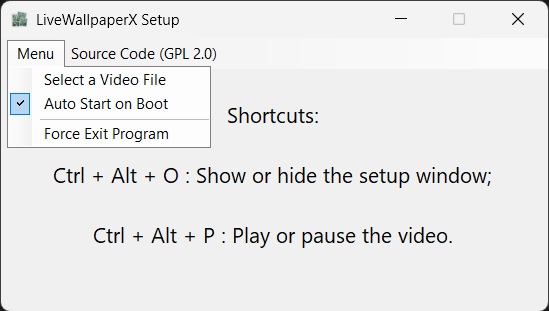 LiveWallpaperX Setup
Menu Source Code (GPL 2.0)
Select a Video File
Auto Start on Boot
Force Exit Program
Shortcuts:
Ctrl + Alt + O : Show or hide the setup window;
Ctrl + Alt + P : Play or pause the video.